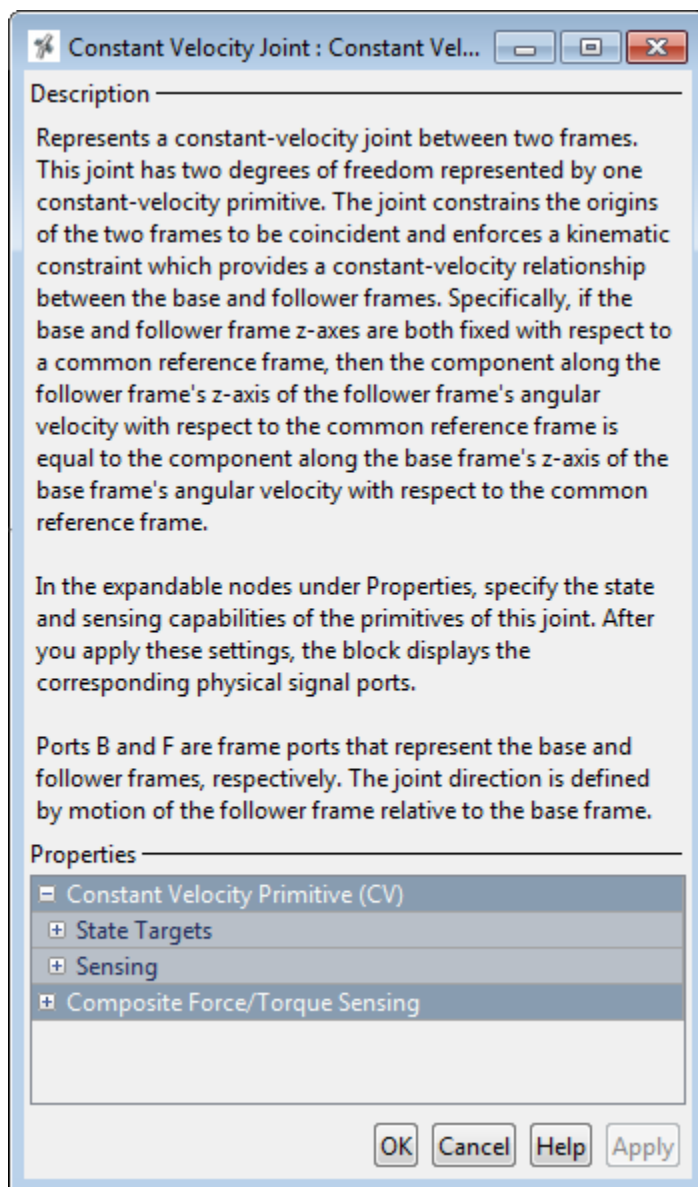 Constant Velocity Joint : Constant Vel...
Description
Represents a constant-velocity joint between two frames.
This joint has two degrees of freedom represented by one
constant-velocity primitive. The joint constrains the origins
of the two frames to be coincident and enforces a kinematic
constraint which provides a constant-velocity relationship
between the base and follower frames. Specifically, if the
base and follower frame z-axes are both fixed with respect to
a common reference frame, then the component along the
follower frame's z-axis of the follower frame's angular
velocity with respect to the common reference frame is
equal to the component along the base frame's z-axis of the
base frame's angular velocity with respect to the common
reference frame.
In the expandable nodes under Properties, specify the state
and sensing capabilities of the primitives of this joint. After
you apply these settings, the block displays the
corresponding physical signal ports.
Ports B and F are frame ports that represent the base and
follower frames, respectively. The joint direction is defined
by motion of the follower frame relative to the base frame.
Properties
Constant Velocity Primitive (CV)
State Targets
Sensing
Composite Force/Torque Sensing
OK Cancel Help Apply